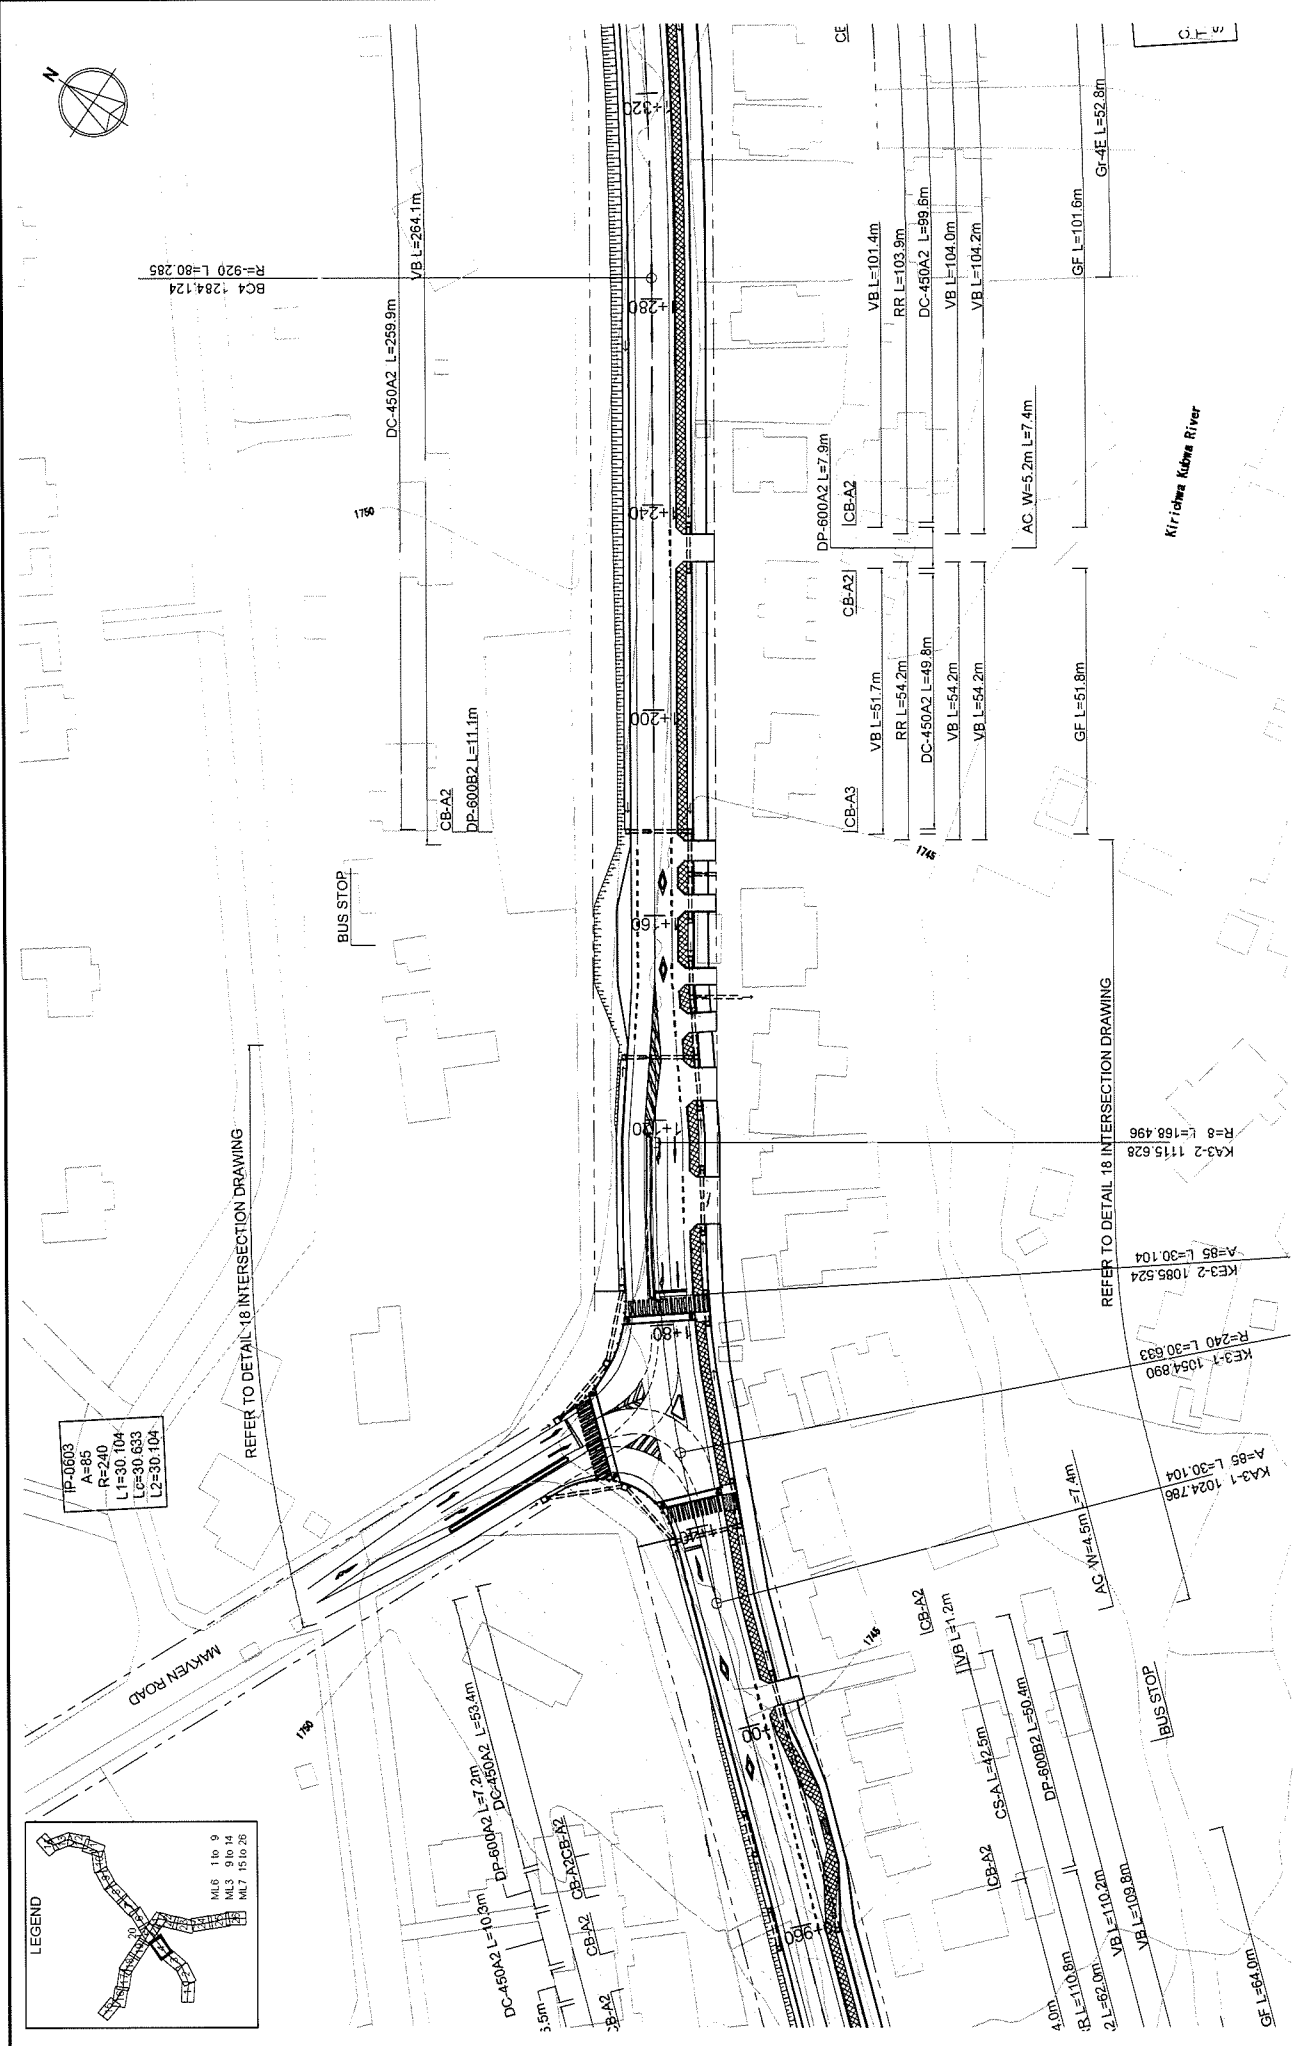 N
1+320
+280
+240
1+200
1+160
1+120
1+80
+00
+960
BC4 1284.124
R=-920 L=80.285
DC-450A2 L=259.9m
VB L=264.1m
1750
CB-A2
DP-600B2 L=11.1m
BUS STOP
REFER TO DETAIL 18 INTERSECTION DRAWING
IP-0603
A=85
R=240
L1=30.104
Lc=30.633
L2=30.104
MAKVEN ROAD
1750
LEGEND
ML6 1 to 9
ML3 9 to 14
ML7 15 to 26
20
DC-450A2 L=53.4m
DP-600A2 L=7.2m
DC-450A2 L=10.3m
CB-A2
CB-A2
CB-A2
VB L=101.4m
RR L=103.9m
DC-450A2 L=99.6m
VB L=104.0m
VB L=104.2m
GF L=101.6m
Gr-4E L=52.8m
DP-600A2 L=7.9m
CB-A2
AC W=5.2m L=7.4m
Kirichwa Kubwa River
CB-A2
VB L=51.7m
RR L=54.2m
DC-450A2 L=49.8m
VB L=54.2m
VB L=54.2m
GF L=51.8m
CB-A3
1745
REFER TO DETAIL 18 INTERSECTION DRAWING
KA3-2 1115.628
R=8 L=168.496
KE3-2 1085.524
A=85 L=30.104
KE3-1 1054.890
R=240 L=30.633
KA3-1 1024.786
A=85 L=30.104
AC W=4.5m L=7.4m
1745
CB-A2
VB L=1.2m
BUS STOP
CS-A L=42.5m
DP-600B2 L=50.4m
CB-A2
VB L=110.2m
VB L=109.8m
GF L=64.0m